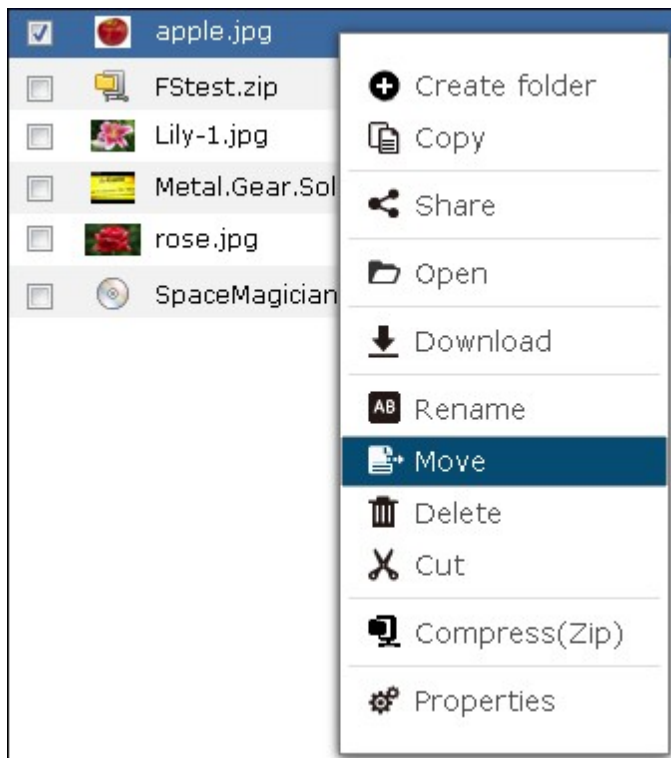 apple.jpg
FStest.zip
Lily-1.jpg
Metal.Gear.Sol
rose.jpg
SpaceMagician
Create folder
Copy
Share
Open
Download
AB Rename
Move
Delete
Cut
Compress(Zip)
Properties